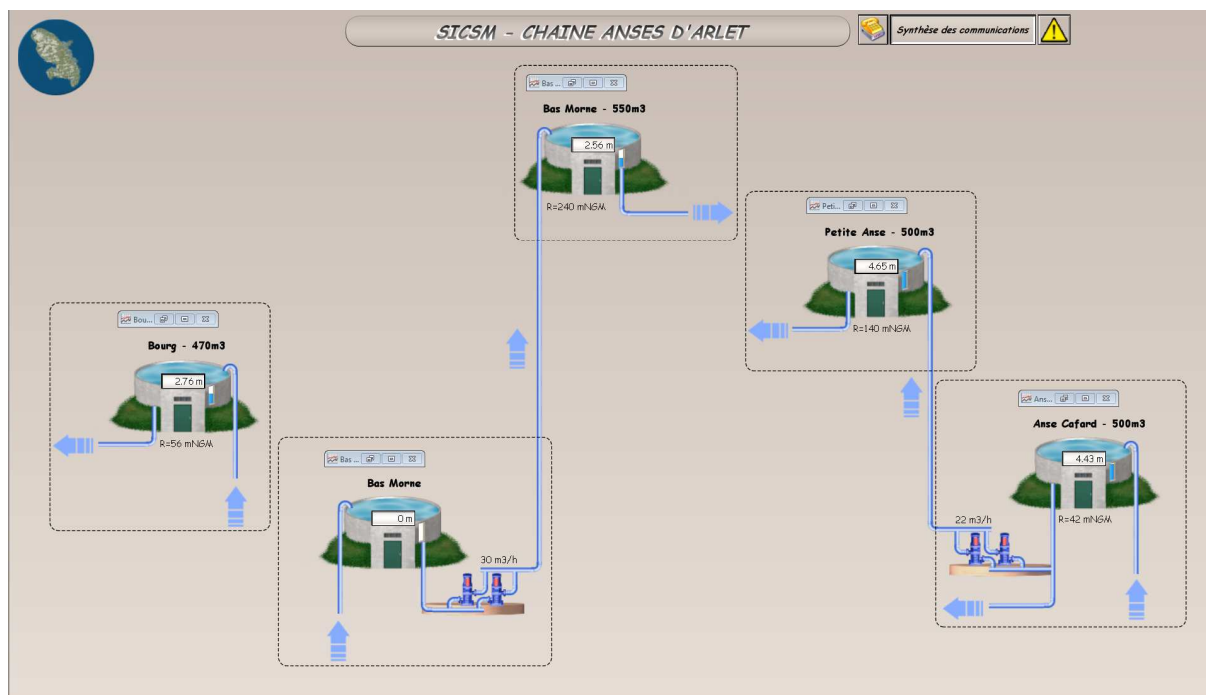 SICSM - CHAINE ANSES D'ARLET
Synthèse des communications
Bas ...
Bas Morne - 550m3
2.56 m
R=240 mNGM
Peti...
Petite Anse - 500m3
4.65 m
R=140 mNGM
Bou...
Bourg - 470m3
2.76 m
R=56 mNGM
Ans...
Anse Cafard - 500m3
4.43 m
R=42 mNGM
22 m3/h
Bas ...
Bas Morne
0 m
30 m3/h